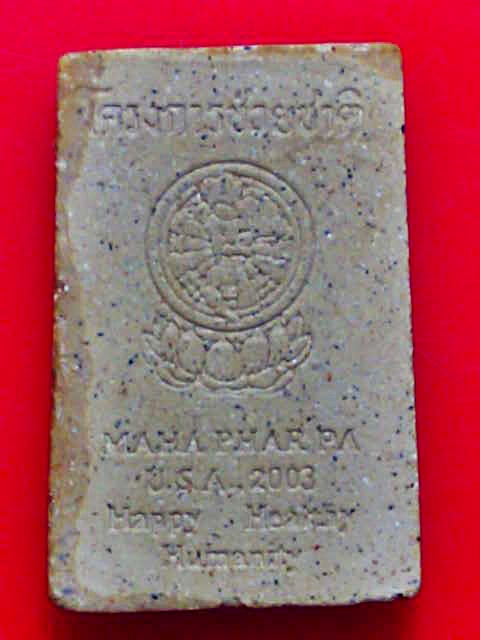 โครงการช่วยชาติ
MAHA PHAR PA
U.S.A. 2003
Happy Healthy
Humanity